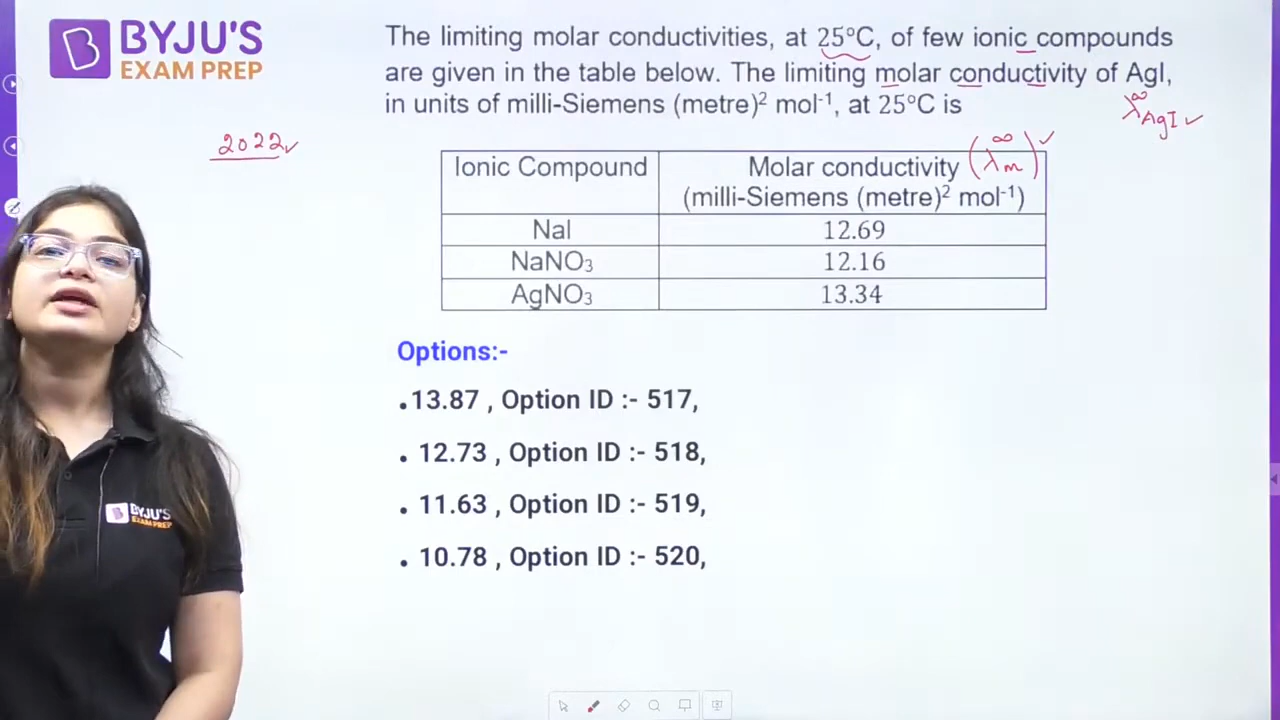 BYJU'S
EXAM PREP
The limiting molar conductivities, at 25°C, of few ionic compounds
are given in the table below. The limiting molar conductivity of AgI,
in units of milli-Siemens (metre)² mol⁻¹, at 25°C is
λ∞ AgI ✓
2022 ✓
Ionic Compound Molar conductivity (λ∞m) ✓
(milli-Siemens (metre)² mol⁻¹)
NaI 12.69
NaNO₃ 12.16
AgNO₃ 13.34
Options:-
.13.87 , Option ID :- 517,
. 12.73 , Option ID :- 518,
. 11.63 , Option ID :- 519,
. 10.78 , Option ID :- 520,
BYJU'S
EXAM PREP